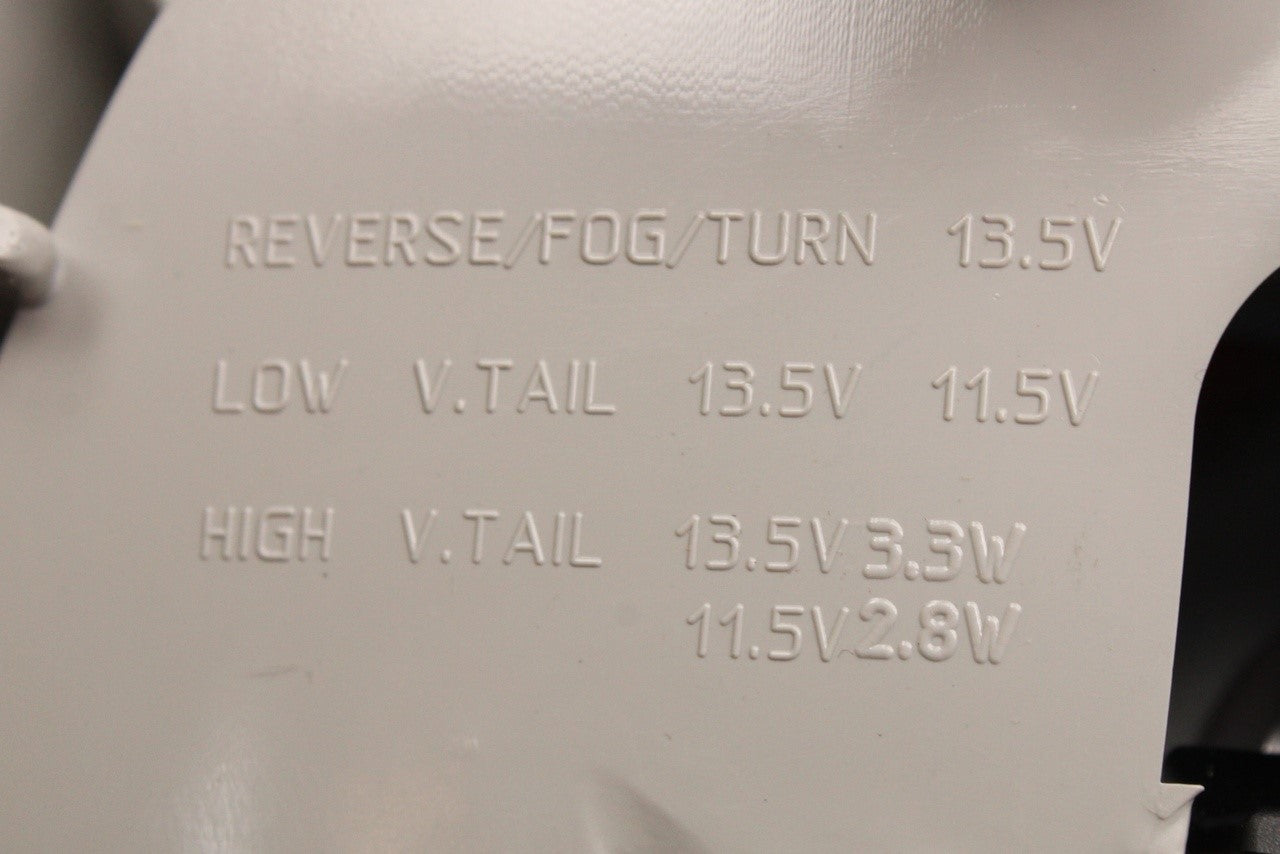 REVERSE/FOG/TURN 13.5V
LOW V.TAIL 13.5V 11.5V
HIGH V.TAIL 13.5V 3.3W
11.5V 2.8W